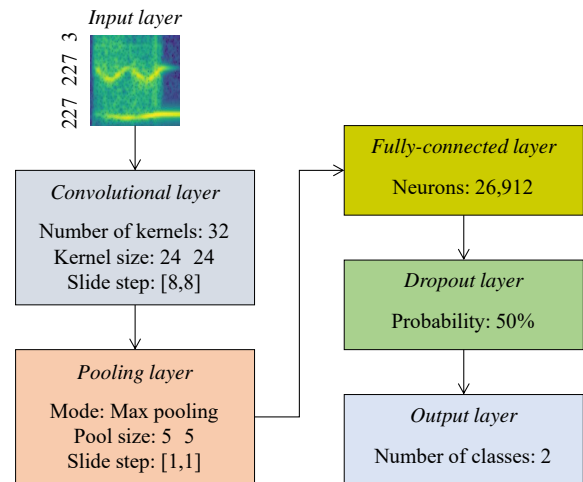 Input layer
227 227 3
Convolutional layer
Number of kernels: 32
Kernel size: 24 24
Slide step: [8,8]
Pooling layer
Mode: Max pooling
Pool size: 5 5
Slide step: [1,1]
Fully-connected layer
Neurons: 26,912
Dropout layer
Probability: 50%
Output layer
Number of classes: 2